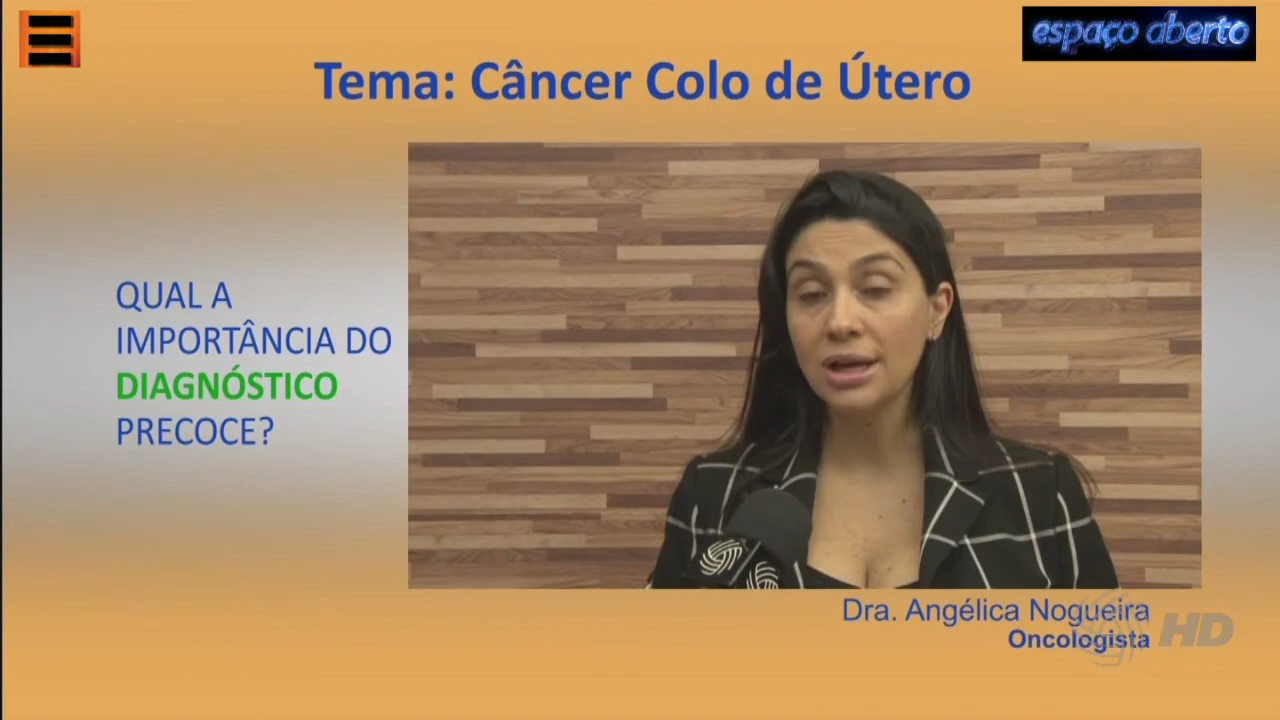 espaço aberto
Tema: Câncer Colo de Útero
QUAL A
IMPORTÂNCIA DO
DIAGNÓSTICO
PRECOCE?
Dra. Angélica Nogueira
Oncologista
HD